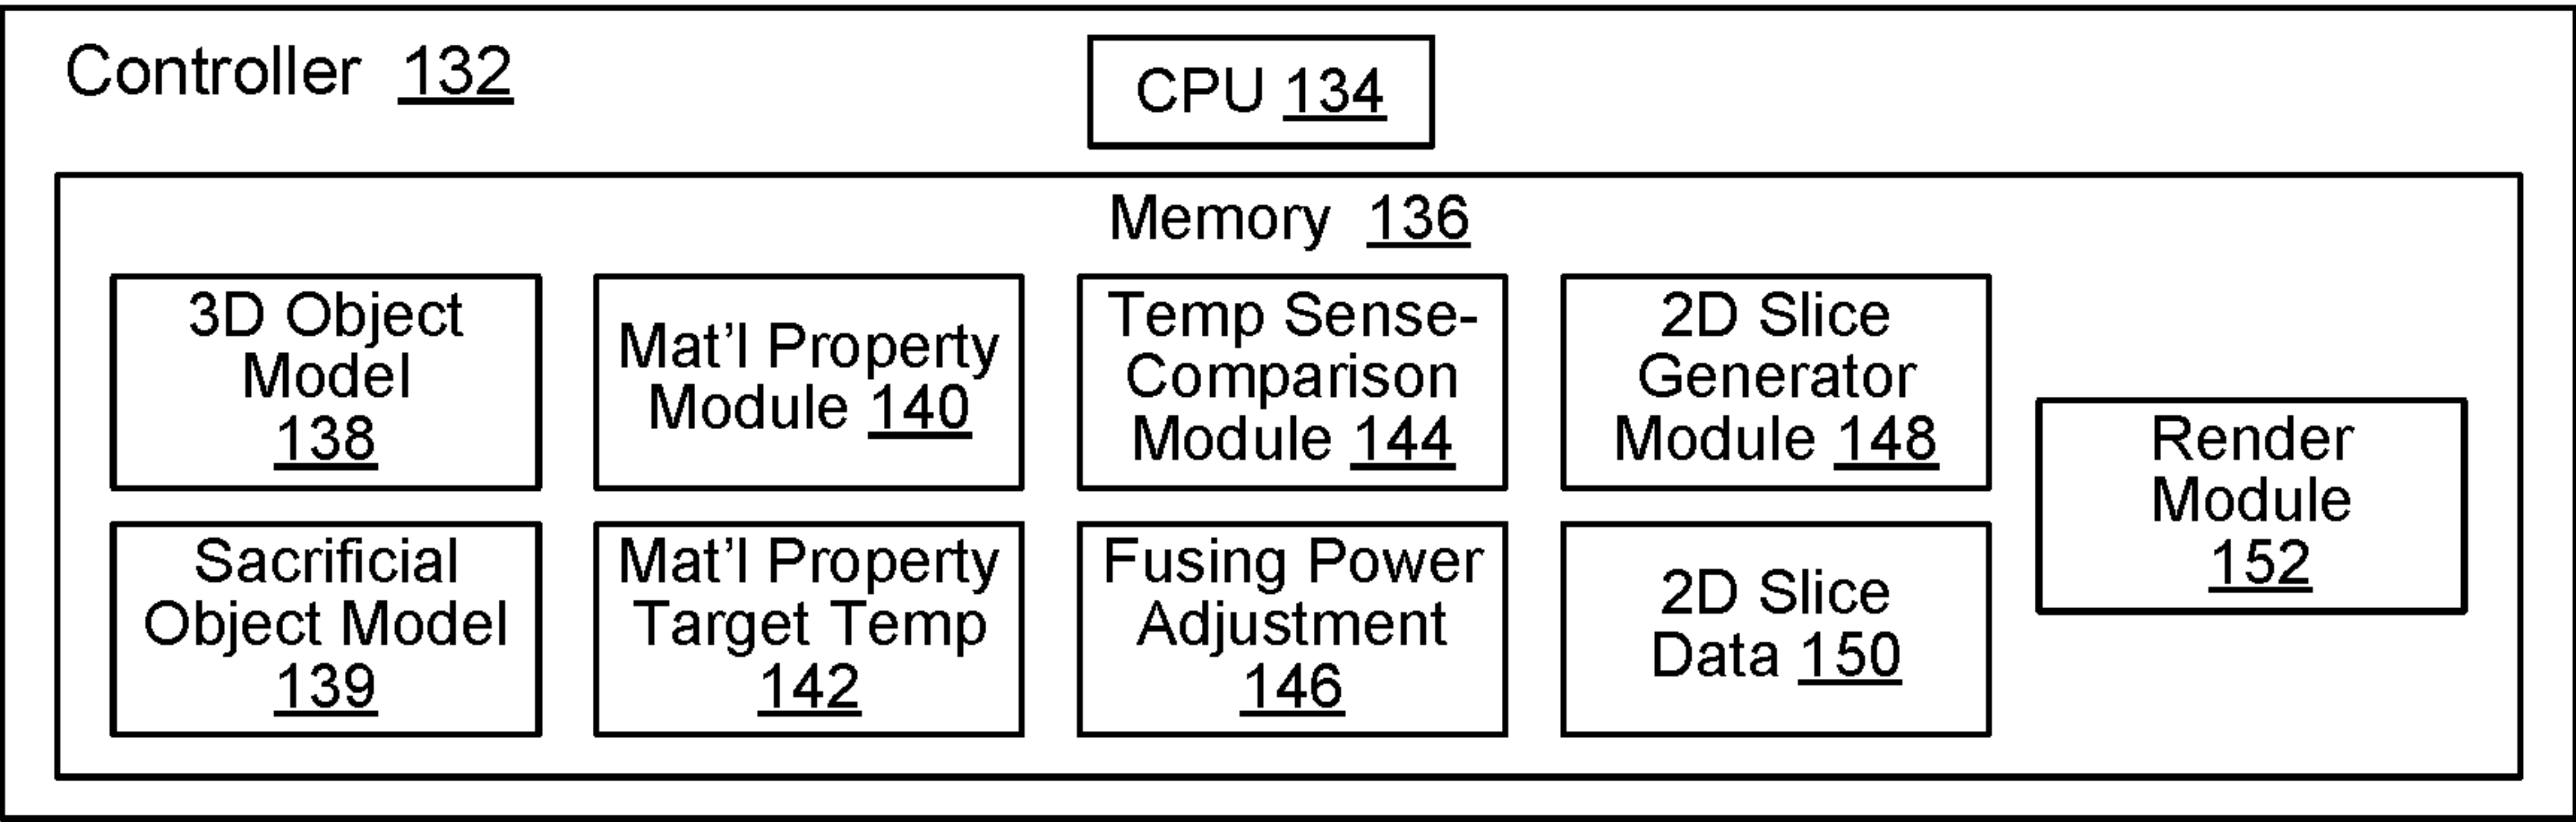 Controller 132
CPU 134
Memory 136
3D Object
Model
138
Mat'l Property
Module 140
Temp Sense-
Comparison
Module 144
2D Slice
Generator
Module 148
Render
Module
152
Sacrificial
Object Model
139
Mat'l Property
Target Temp
142
Fusing Power
Adjustment
146
2D Slice
Data 150